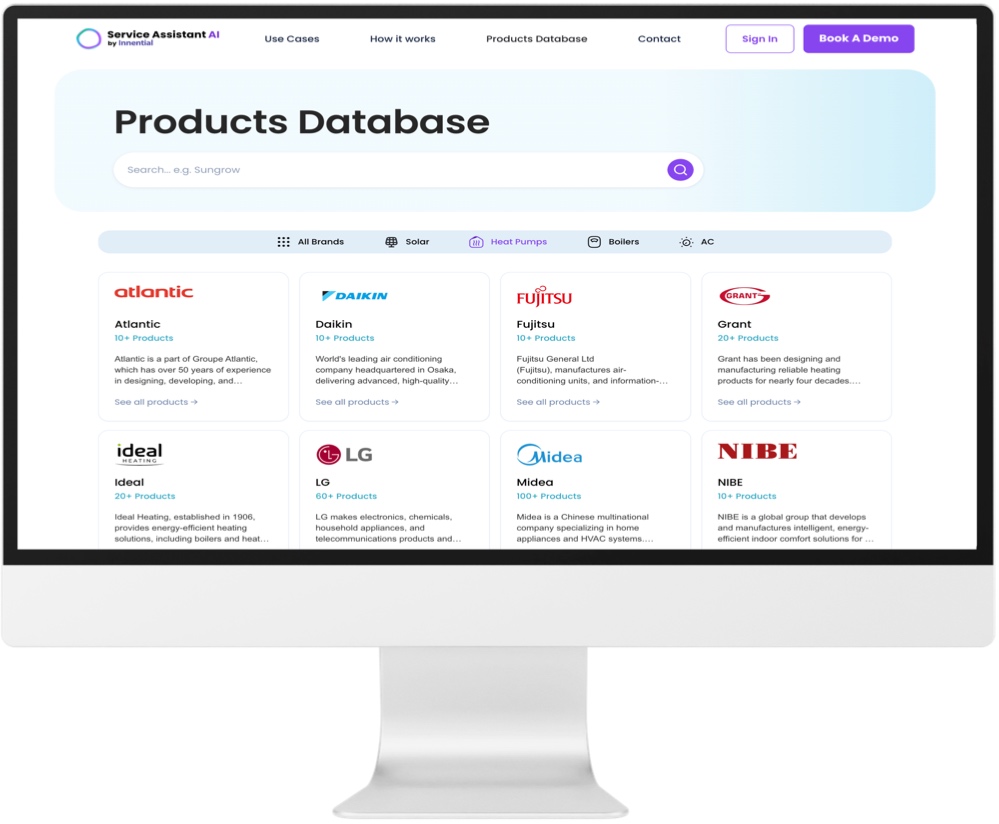 Service Assistant AI
by Innential
Use Cases
How it works
Products Database
Contact
Sign In
Book A Demo
Products Database
Search... e.g. Sungrow
All Brands
Solar
Heat Pumps
Boilers
AC
atlantic
Atlantic
10+ Products
Atlantic is a part of Groupe Atlantic,
which has over 50 years of experience
in designing, developing, and...
See all products →
DAIKIN
Daikin
10+ Products
World's leading air conditioning
company headquartered in Osaka,
delivering advanced, high-quality...
See all products →
FUJITSU
Fujitsu
10+ Products
Fujitsu General Ltd
(Fujitsu), manufactures air-
conditioning units, and information-...
See all products →
GRANT
Grant
20+ Products
Grant has been designing and
manufacturing reliable heating
products for nearly four decades....
See all products →
ideal
HEATING
Ideal
20+ Products
Ideal Heating, established in 1906,
provides energy-efficient heating
solutions, including boilers and heat...
LG
LG
60+ Products
LG makes electronics, chemicals,
household appliances, and
telecommunications products and...
Midea
Midea
100+ Products
Midea is a Chinese multinational
company specializing in home
appliances and HVAC systems....
NIBE
NIBE
10+ Products
NIBE is a global group that develops
and manufactures intelligent, energy-
efficient indoor comfort solutions for ...